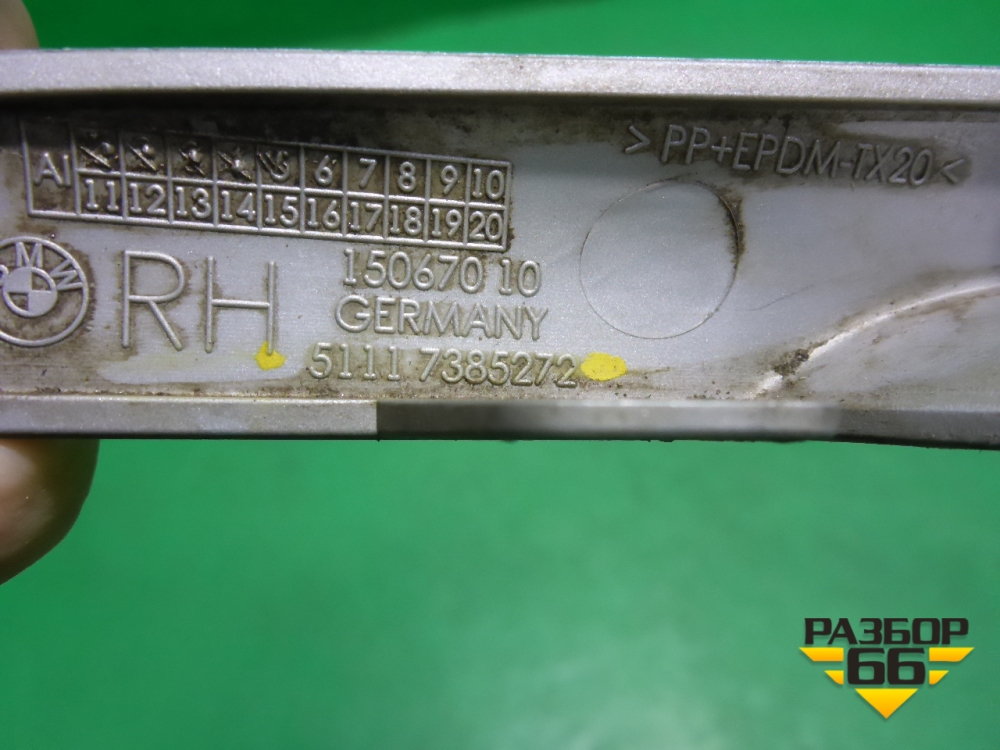 > PP+EPDM-TX20 <
AI 6 7 8 9 10
11 12 13 14 15 16 17 18 19 20
BMW
RH
150670 10
GERMANY
5111 7385272
РАЗБОР
66